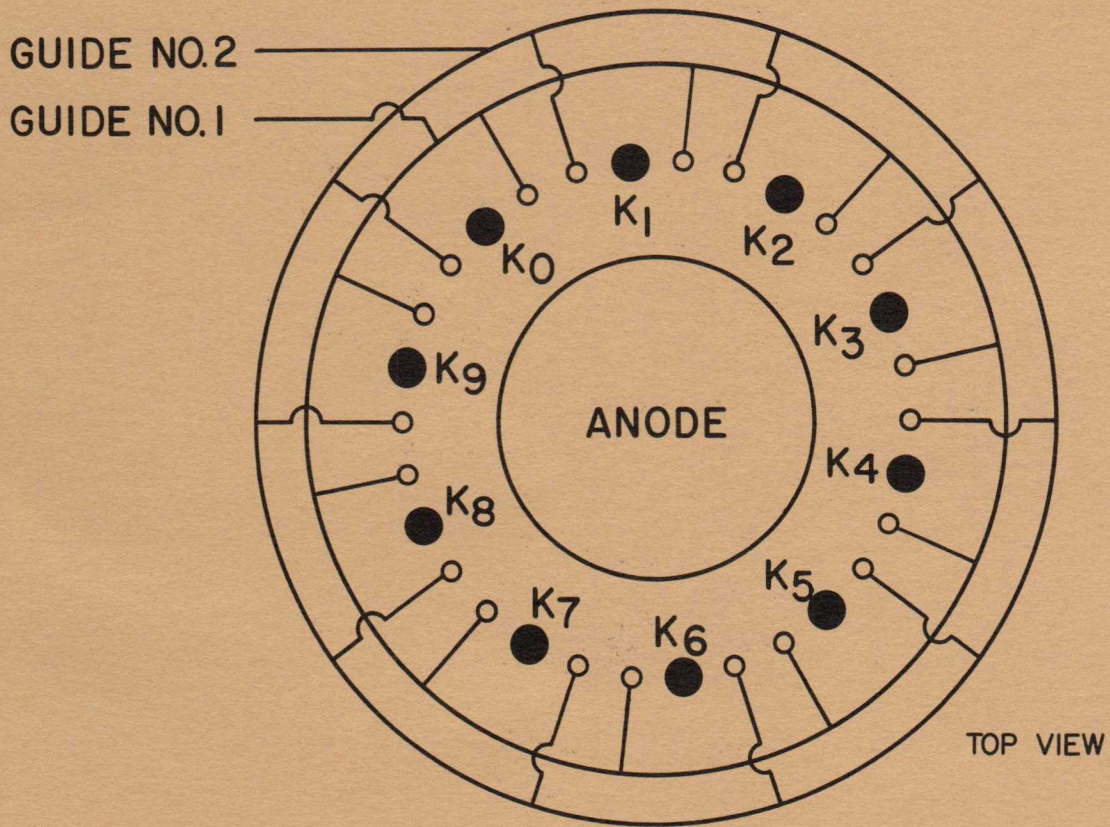 GUIDE NO.2
GUIDE NO.1
K1
K2
K0
K3
K9
ANODE
K4
K8
K5
K7
K6
TOP VIEW